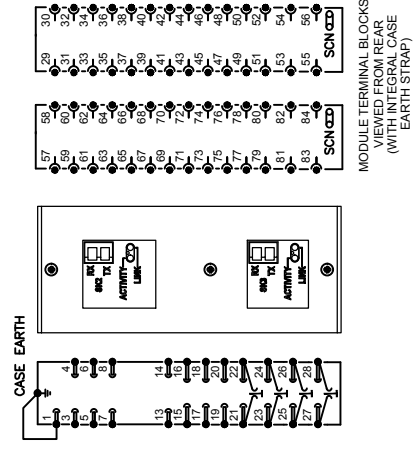 30 32 34 36 38 40 42 44 46 48 50 52 54 56
29 31 33 35 37 39 41 43 45 47 49 51 53 55
SCN
58 60 62 64 66 68 70 72 74 76 78 80 82 84
57 59 61 63 65 67 69 71 73 75 77 79 81 83
SCN
MODULE TERMINAL BLOCKS
VIEWED FROM REAR
(WITH INTEGRAL CASE
EARTH STRAP)
RX
TX
SK2
ACTIVITY
LINK
RX
TX
SK3
ACTIVITY
LINK
CASE EARTH
4 6 8 14 16 18 20 22 24 26 28
1 3 5 7 13 15 17 19 21 23 25 27